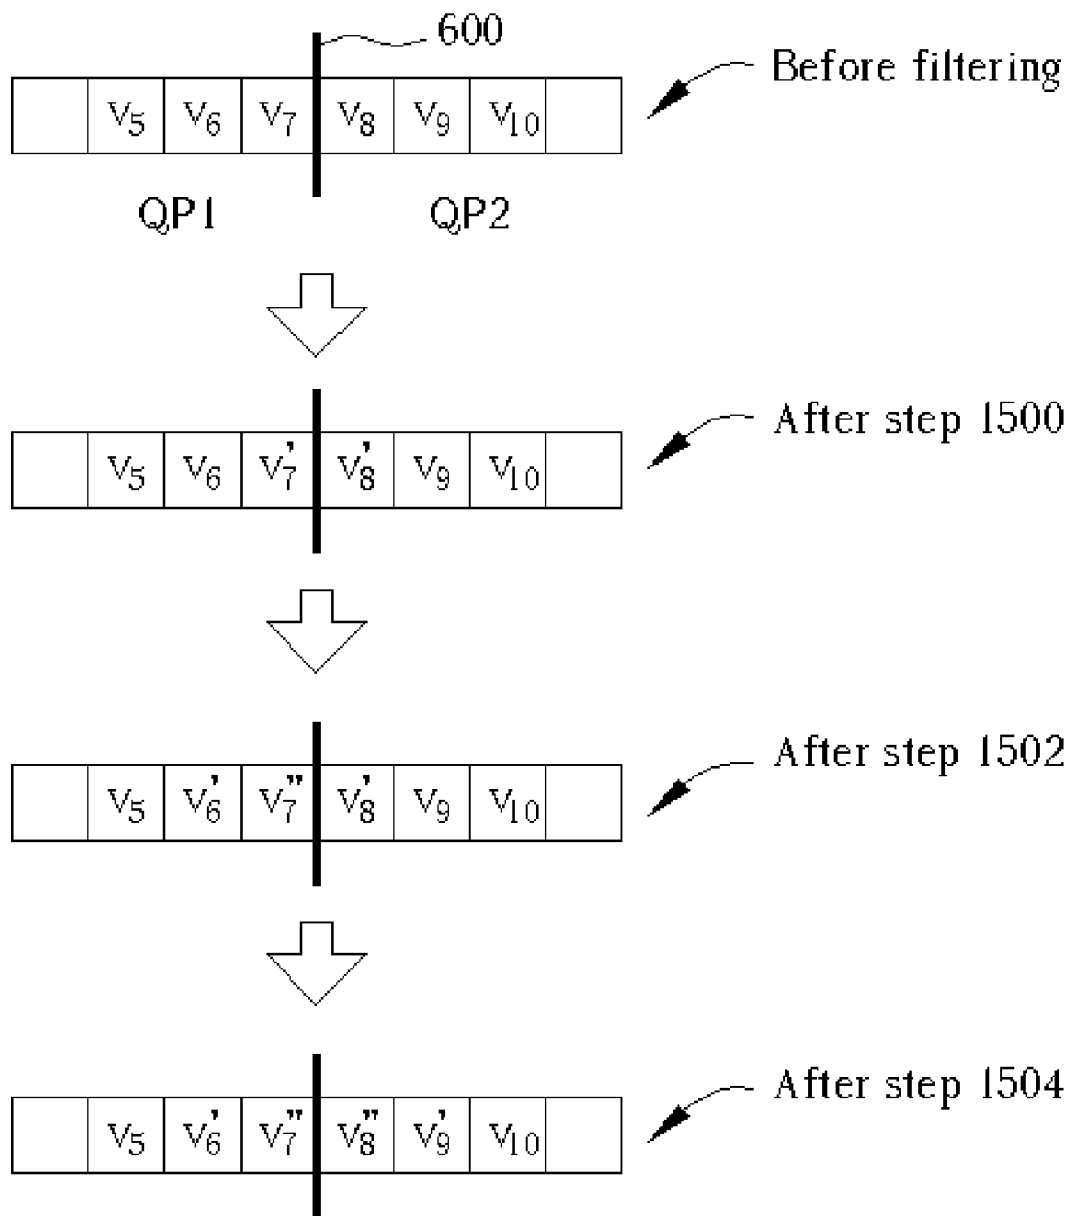 600
Before filtering
V5 V6 V7 V8 V9 V10
QP1 QP2
After step 1500
V5 V6 V7' V8' V9 V10
After step 1502
V5 V6' V7" V8' V9 V10
After step 1504
V5 V6' V7" V8" V9' V10